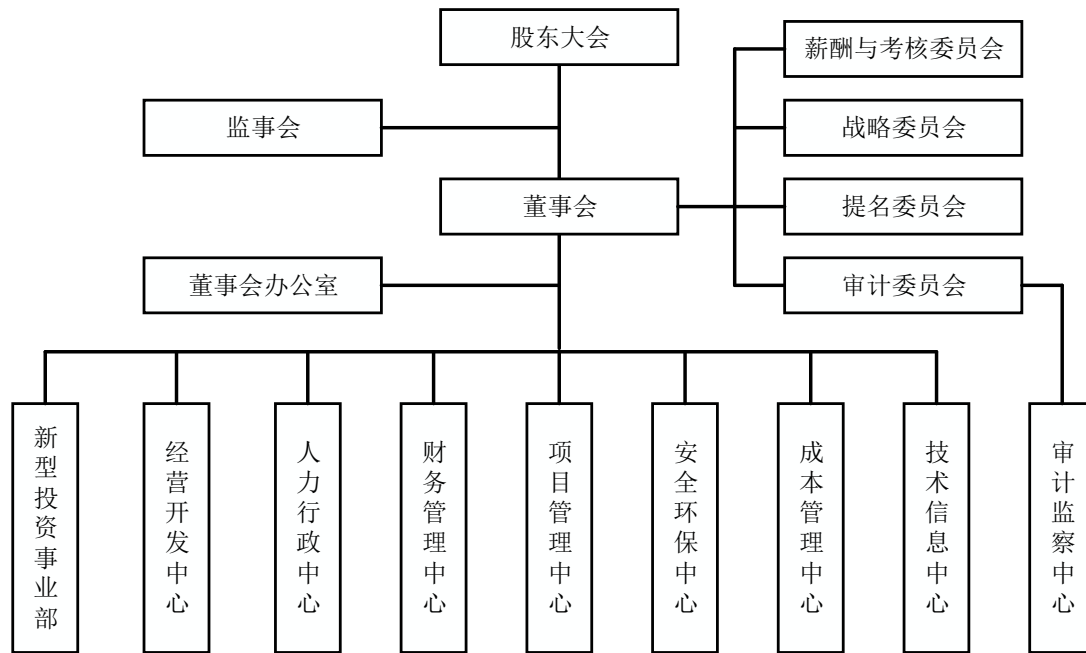 股东大会
薪酬与考核委员会
监事会
战略委员会
董事会
提名委员会
董事会办公室
审计委员会
新型投资事业部
经营开发中心
人力行政中心
财务管理中心
项目管理中心
安全环保中心
成本管理中心
技术信息中心
审计监察中心